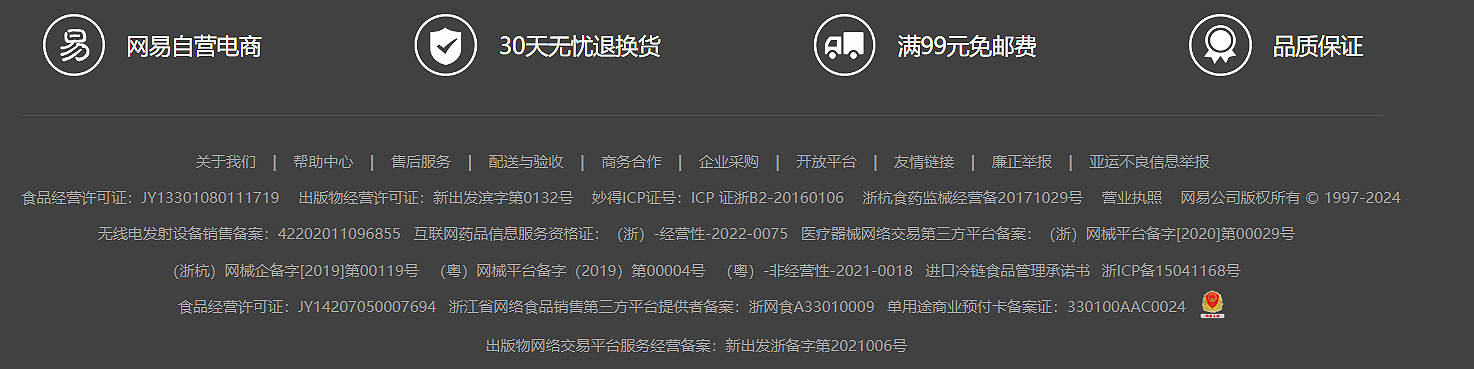 易 网易自营电商 30天无忧退换货 满99元免邮费 品质保证
关于我们 | 帮助中心 | 售后服务 | 配送与验收 | 商务合作 | 企业采购 | 开放平台 | 友情链接 | 廉正举报 | 亚运不良信息举报
食品经营许可证：JY13301080111719 出版物经营许可证：新出发滨字第0132号 妙得ICP证号：ICP 证浙B2-20160106 浙杭食药监械经营备20171029号 营业执照 网易公司版权所有 © 1997-2024
无线电发射设备销售备案：42202011096855 互联网药品信息服务资格证：（浙）-经营性-2022-0075 医疗器械网络交易第三方平台备案：（浙）网械平台备字[2020]第00029号
（浙杭）网械企备字[2019]第00119号 （粤）网械平台备字（2019）第00004号 （粤）-非经营性-2021-0018 进口冷链食品管理承诺书 浙ICP备15041168号
食品经营许可证：JY14207050007694 浙江省网络食品销售第三方平台提供者备案：浙网食A33010009 单用途商业预付卡备案证：330100AAC0024
出版物网络交易平台服务经营备案：新出发浙备字第2021006号